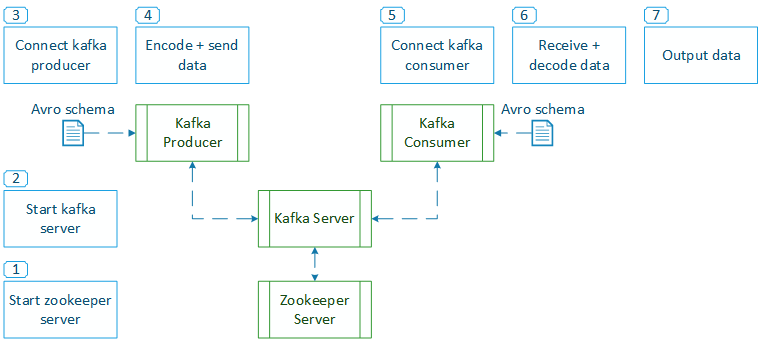 3
Connect kafka
producer
4
Encode + send
data
5
Connect kafka
consumer
6
Receive +
decode data
7
Output data
Avro schema
Kafka
Producer
Kafka
Consumer
Avro schema
2
Start kafka
server
Kafka Server
1
Start zookeeper
server
Zookeeper
Server